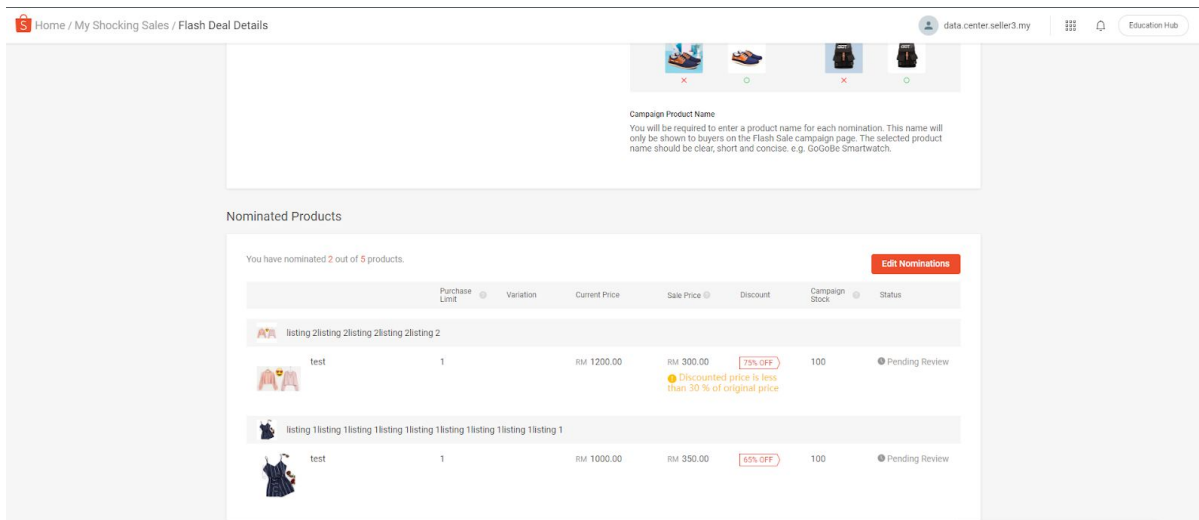 S Home / My Shocking Sales / Flash Deal Details
data.center.seller3.my
Education Hub
Campaign Product Name
You will be required to enter a product name for each nomination. This name will
only be shown to buyers on the Flash Sale campaign page. The selected product
name should be clear, short and concise. e.g. GoGoBe Smartwatch.
Nominated Products
You have nominated 2 out of 5 products.
Edit Nominations
Purchase Limit Variation Current Price Sale Price Discount Campaign Stock Status
listing 2listing 2listing 2listing 2listing 2listing 2
test 1 RM 1200.00 RM 300.00 75% OFF 100 Pending Review
Discounted price is less
than 30 % of original price
listing 1listing 1listing 1listing 1listing 1listing 1listing 1listing 1listing 1
test 1 RM 1000.00 RM 350.00 65% OFF 100 Pending Review